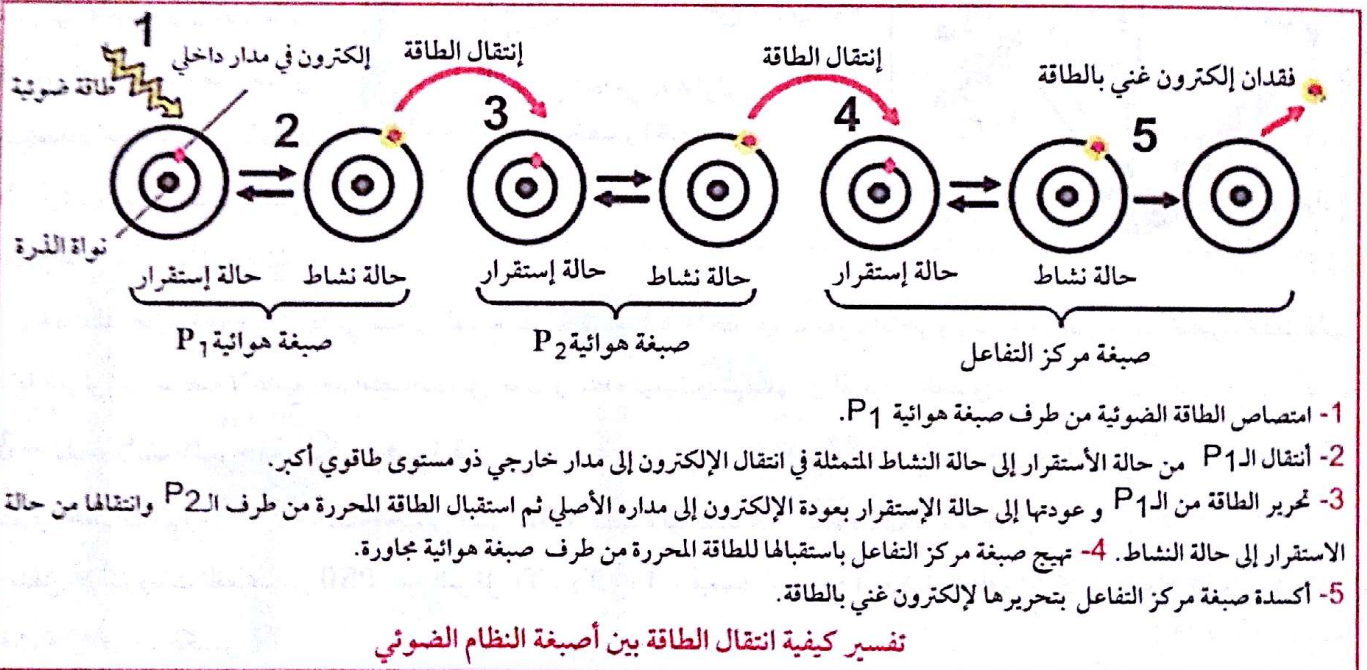 1
طاقة ضوئية
إلكترون في مدار داخلي
إنتقال الطاقة
إنتقال الطاقة
فقدان إلكترون غني بالطاقة
2
3
4
5
نواة الذرة
حالة إستقرار
حالة نشاط
حالة إستقرار
حالة نشاط
حالة إستقرار
حالة نشاط
صبغة هوائية P1
صبغة هوائية P2
صبغة مركز التفاعل
1- امتصاص الطاقة الضوئية من طرف صبغة هوائية P1.
2- أنتقال الـP1 من حالة الأستقرار إلى حالة النشاط المتمثلة في انتقال الإلكترون إلى مدار خارجي ذو مستوى طاقوي أكبر.
3- تحرير الطاقة من الـP1 و عودتها إلى حالة الإستقرار بعودة الإلكترون إلى مداره الأصلي ثم استقبال الطاقة المحررة من طرف الـP2 وانتقالها من حالة
الاستقرار إلى حالة النشاط. 4- تهيج صبغة مركز التفاعل باستقبالها للطاقة المحررة من طرف صبغة هوائية مجاورة.
5- أكسدة صبغة مركز التفاعل بتحريرها لإلكترون غني بالطاقة.
تفسير كيفية انتقال الطاقة بين أصبغة النظام الضوئي